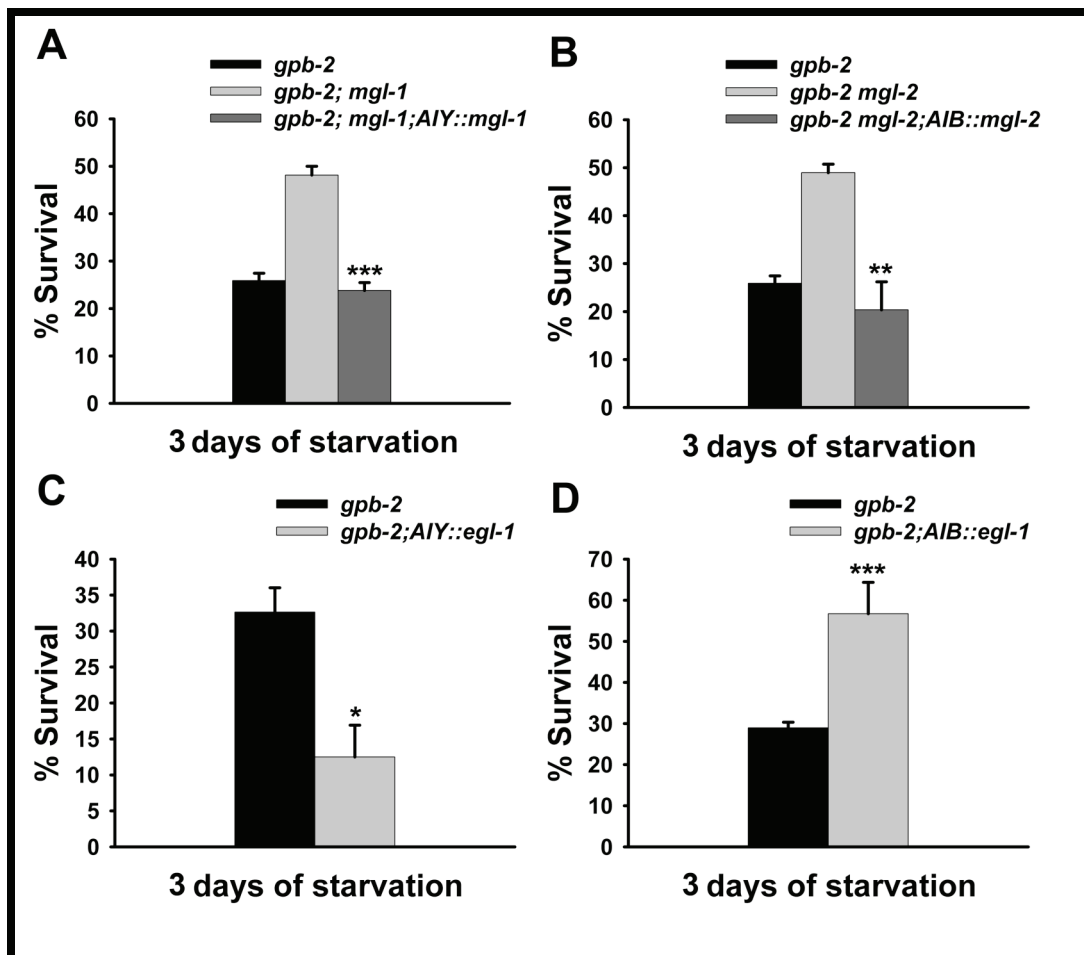 A
gpb-2
gpb-2; mgl-1
gpb-2; mgl-1;AIY::mgl-1
% Survival
60
50
40
30
20
10
0
***
3 days of starvation
B
gpb-2
gpb-2 mgl-2
gpb-2 mgl-2;AIB::mgl-2
% Survival
60
50
40
30
20
10
0
**
3 days of starvation
C
gpb-2
gpb-2;AIY::egl-1
% Survival
40
35
30
25
20
15
10
5
0
*
3 days of starvation
D
gpb-2
gpb-2;AIB::egl-1
% Survival
70
60
50
40
30
20
10
0
***
3 days of starvation